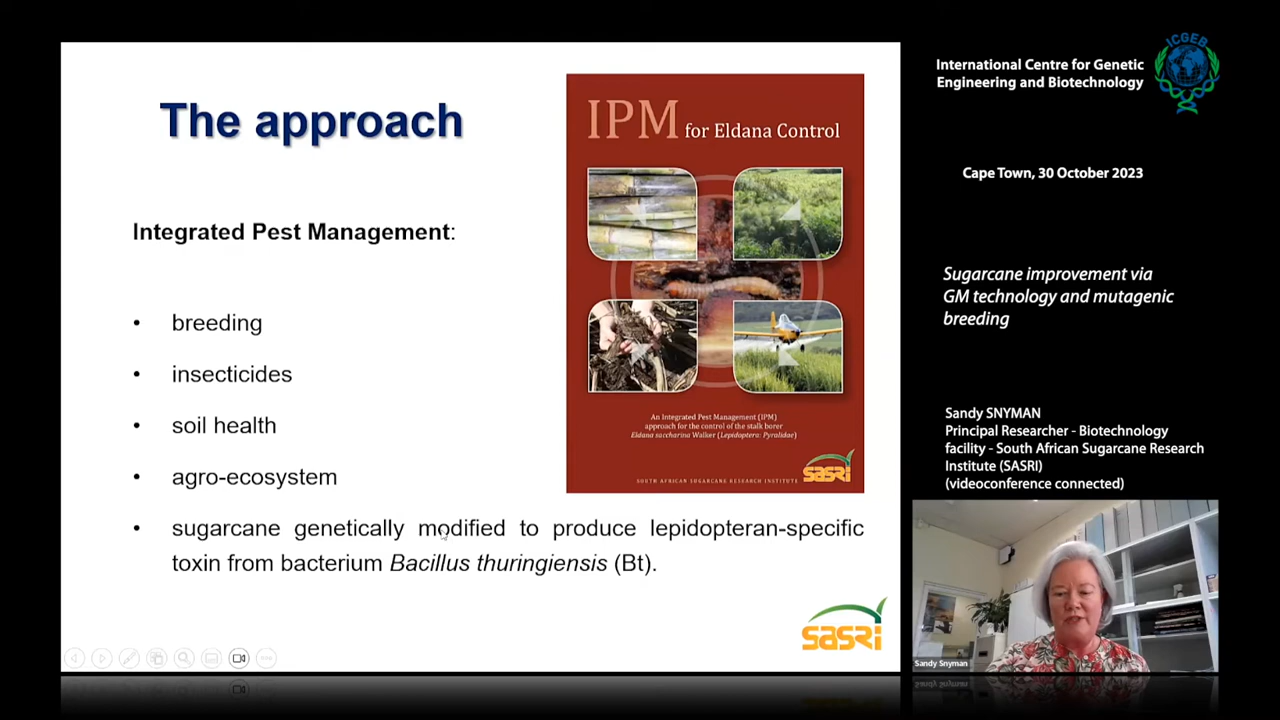 The approach
Integrated Pest Management:
• breeding
• insecticides
• soil health
• agro-ecosystem
• sugarcane genetically modified to produce lepidopteran-specific
toxin from bacterium Bacillus thuringiensis (Bt).
IPM for Eldana Control
An Integrated Pest Management (IPM)
approach for the control of the stalk borer
Eldana saccharina Walker (Lepidoptera: Pyralidae)
sasri
SOUTH AFRICAN SUGARCANE RESEARCH INSTITUTE
sasri
International Centre for Genetic
Engineering and Biotechnology
ICGEB
Cape Town, 30 October 2023
Sugarcane improvement via
GM technology and mutagenic
breeding
Sandy SNYMAN
Principal Researcher - Biotechnology
facility - South African Sugarcane Research
Institute (SASRI)
(videoconference connected)
Sandy Snyman